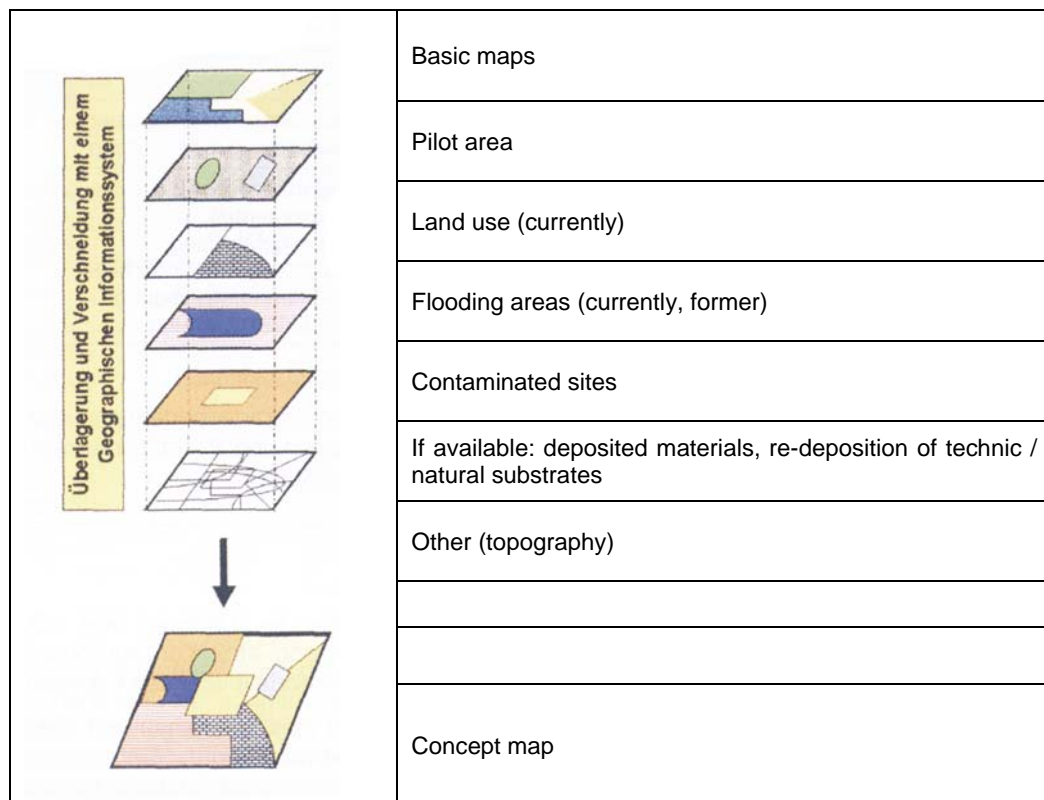 Überlagerung und Verschneidung mit einem
Geographischen Informationssystem
Basic maps
Pilot area
Land use (currently)
Flooding areas (currently, former)
Contaminated sites
If available: deposited materials, re-deposition of technic /
natural substrates
Other (topography)
Concept map